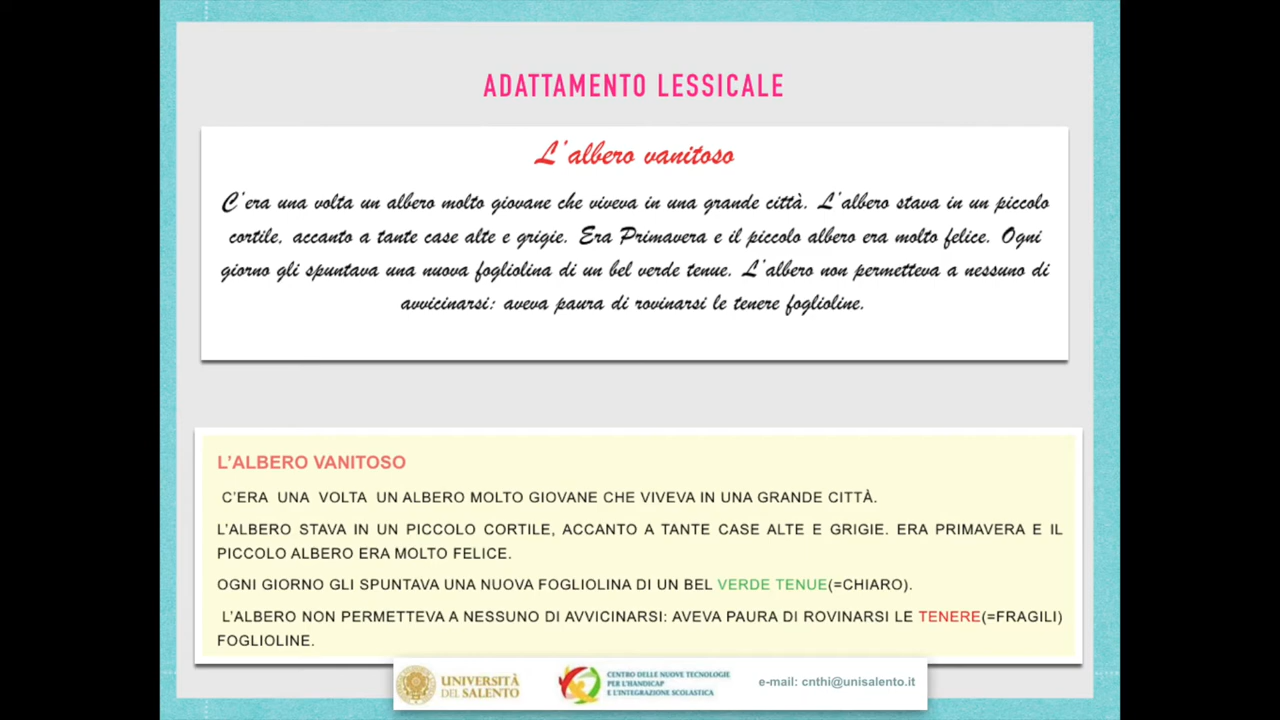 ADATTAMENTO LESSICALE
L'albero vanitoso
C'era una volta un albero molto giovane che viveva in una grande città. L'albero stava in un piccolo
cortile, accanto a tante case alte e grigie. Era Primavera e il piccolo albero era molto felice. Ogni
giorno gli spuntava una nuova fogliolina di un bel verde tenue. L'albero non permetteva a nessuno di
avvicinarsi: aveva paura di rovinarsi le tenere foglioline.
L'ALBERO VANITOSO
C'ERA UNA VOLTA UN ALBERO MOLTO GIOVANE CHE VIVEVA IN UNA GRANDE CITTÀ.
L'ALBERO STAVA IN UN PICCOLO CORTILE, ACCANTO A TANTE CASE ALTE E GRIGIE. ERA PRIMAVERA E IL
PICCOLO ALBERO ERA MOLTO FELICE.
OGNI GIORNO GLI SPUNTAVA UNA NUOVA FOGLIOLINA DI UN BEL VERDE TENUE(=CHIARO).
L'ALBERO NON PERMETTEVA A NESSUNO DI AVVICINARSI: AVEVA PAURA DI ROVINARSI LE TENERE(=FRAGILI)
FOGLIOLINE.
UNIVERSITÀ
DEL SALENTO
CENTRO DELLE NUOVE TECNOLOGIE
PER L'HANDICAP
E L'INTEGRAZIONE SCOLASTICA
e-mail: cnthi@unisalento.it